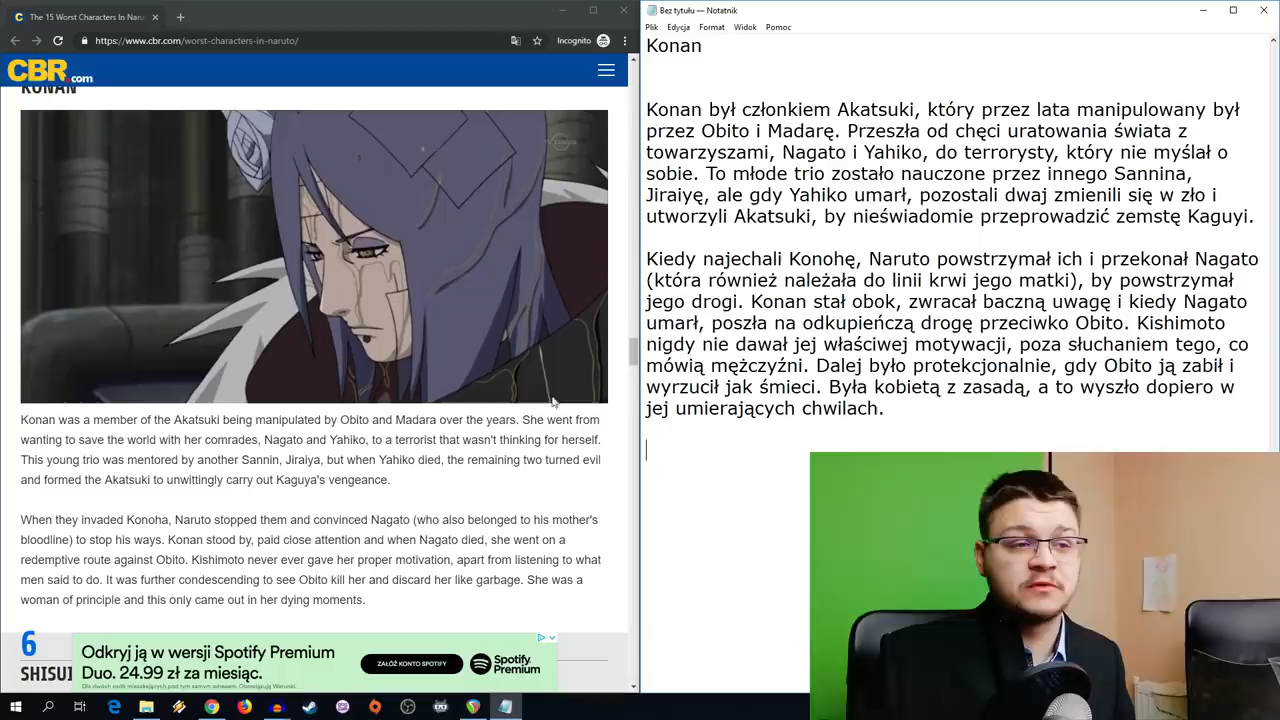 The 15 Worst Characters In Naru
Bez tytułu — Notatnik
https://www.cbr.com/worst-characters-in-naruto/
Incognito
Plik Edycja Format Widok Pomoc
CBR.com
KONAN
Konan was a member of the Akatsuki being manipulated by Obito and Madara over the years. She went from
wanting to save the world with her comrades, Nagato and Yahiko, to a terrorist that wasn't thinking for herself.
This young trio was mentored by another Sannin, Jiraiya, but when Yahiko died, the remaining two turned evil
and formed the Akatsuki to unwittingly carry out Kaguya's vengeance.
When they invaded Konoha, Naruto stopped them and convinced Nagato (who also belonged to his mother's
bloodline) to stop his ways. Konan stood by, paid close attention and when Nagato died, she went on a
redemptive route against Obito. Kishimoto never ever gave her proper motivation, apart from listening to what
men said to do. It was further condescending to see Obito kill her and discard her like garbage. She was a
woman of principle and this only came out in her dying moments.
6
SHISUI
Odkryj ją w wersji Spotify Premium
Duo. 24.99 zł za miesiąc.
Dla dwóch osób mieszkających pod tym samym adresem. Obowiązują Warunki.
ZAŁÓŻ KONTO SPOTIFY
Spotify
Premium
Konan
Konan był członkiem Akatsuki, który przez lata manipulowany był
przez Obito i Madarę. Przeszła od chęci uratowania świata z
towarzyszami, Nagato i Yahiko, do terrorysty, który nie myślał o
sobie. To młode trio zostało nauczone przez innego Sannina,
Jiraiyę, ale gdy Yahiko umarł, pozostali dwaj zmienili się w zło i
utworzyli Akatsuki, by nieświadomie przeprowadzić zemstę Kaguyi.
Kiedy najechali Konohę, Naruto powstrzymał ich i przekonał Nagato
(która również należała do linii krwi jego matki), by powstrzymał
jego drogi. Konan stał obok, zwracał baczną uwagę i kiedy Nagato
umarł, poszła na odkupieńczą drogę przeciwko Obito. Kishimoto
nigdy nie dawał jej właściwej motywacji, poza słuchaniem tego, co
mówią mężczyźni. Dalej było protekcjonalnie, gdy Obito ją zabił i
wyrzucił jak śmieci. Była kobietą z zasadą, a to wyszło dopiero w
jej umierających chwilach.